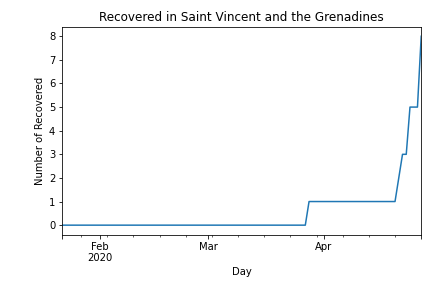 Recovered in Saint Vincent and the Grenadines
8
7
6
5
4
3
2
1
0
Number of Recovered
Feb
2020
Mar
Apr
Day